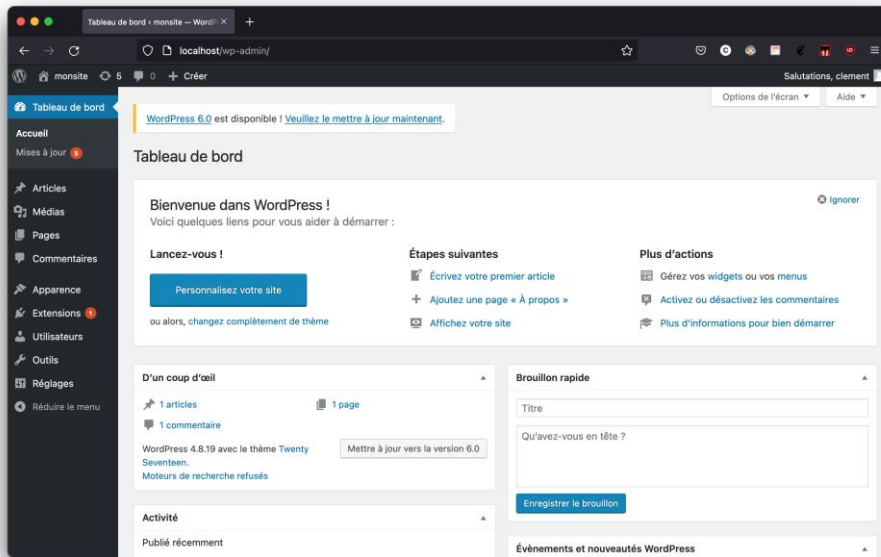 Tableau de bord ‹ monsite — WordPr
localhost/wp-admin/
monsite 5 0 + Créer
Salutations, clement
Tableau de bord
Options de l'écran ▼ Aide ▼
WordPress 6.0 est disponible ! Veuillez le mettre à jour maintenant.
Accueil
Mises à jour 5
Tableau de bord
Articles
Médias
Pages
Commentaires
Apparence
Extensions 1
Utilisateurs
Outils
Réglages
Réduire le menu
Bienvenue dans WordPress !
Ignorer
Voici quelques liens pour vous aider à démarrer :
Lancez-vous !
Personnalisez votre site
ou alors, changez complètement de thème
Étapes suivantes
Écrivez votre premier article
Ajoutez une page « À propos »
Affichez votre site
Plus d'actions
Gérez vos widgets ou vos menus
Activez ou désactivez les commentaires
Plus d'informations pour bien démarrer
D'un coup d'œil
1 articles
1 page
1 commentaire
WordPress 4.8.19 avec le thème Twenty
Seventeen.
Mettre à jour vers la version 6.0
Moteurs de recherche refusés
Activité
Publié récemment
Brouillon rapide
Titre
Qu'avez-vous en tête ?
Enregistrer le brouillon
Évènements et nouveautés WordPress